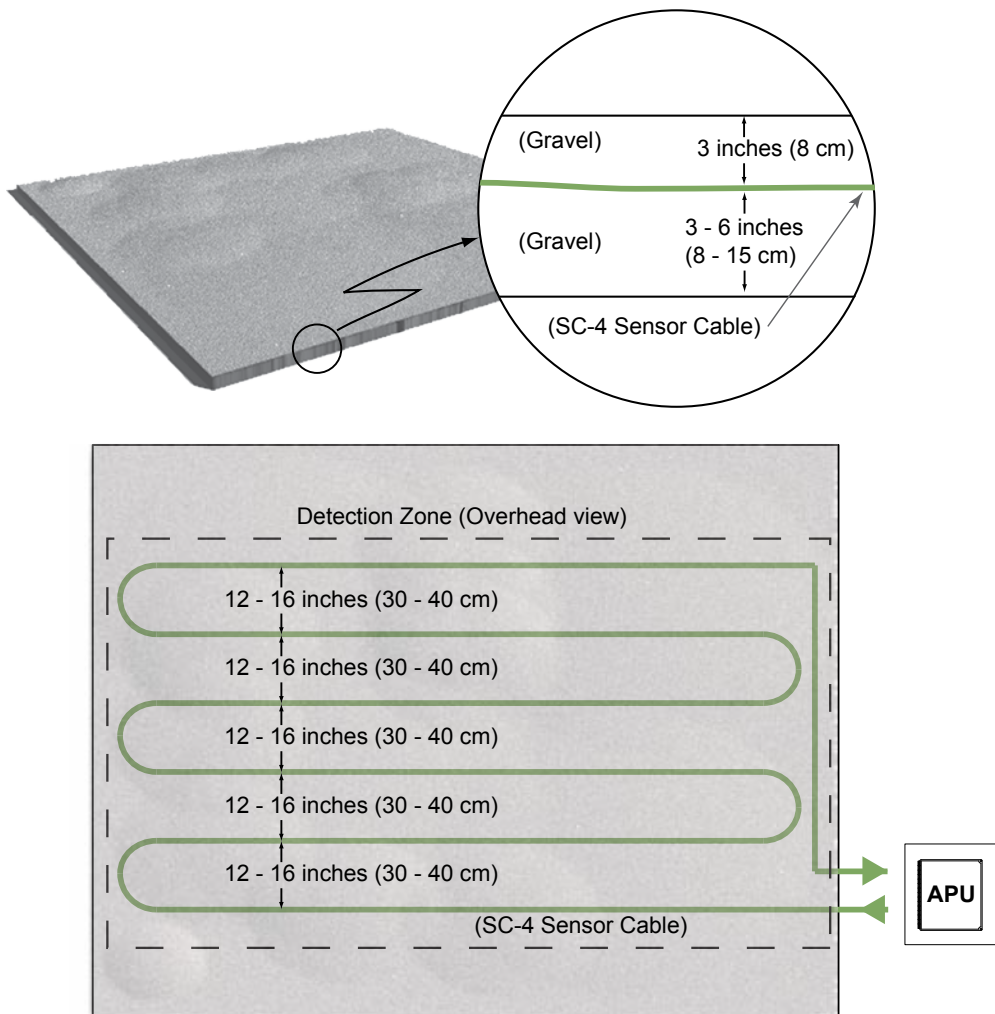 (Gravel)
3 inches (8 cm)
(Gravel)
3 - 6 inches
(8 - 15 cm)
(SC-4 Sensor Cable)
Detection Zone (Overhead view)
12 - 16 inches (30 - 40 cm)
12 - 16 inches (30 - 40 cm)
12 - 16 inches (30 - 40 cm)
12 - 16 inches (30 - 40 cm)
12 - 16 inches (30 - 40 cm)
APU
(SC-4 Sensor Cable)